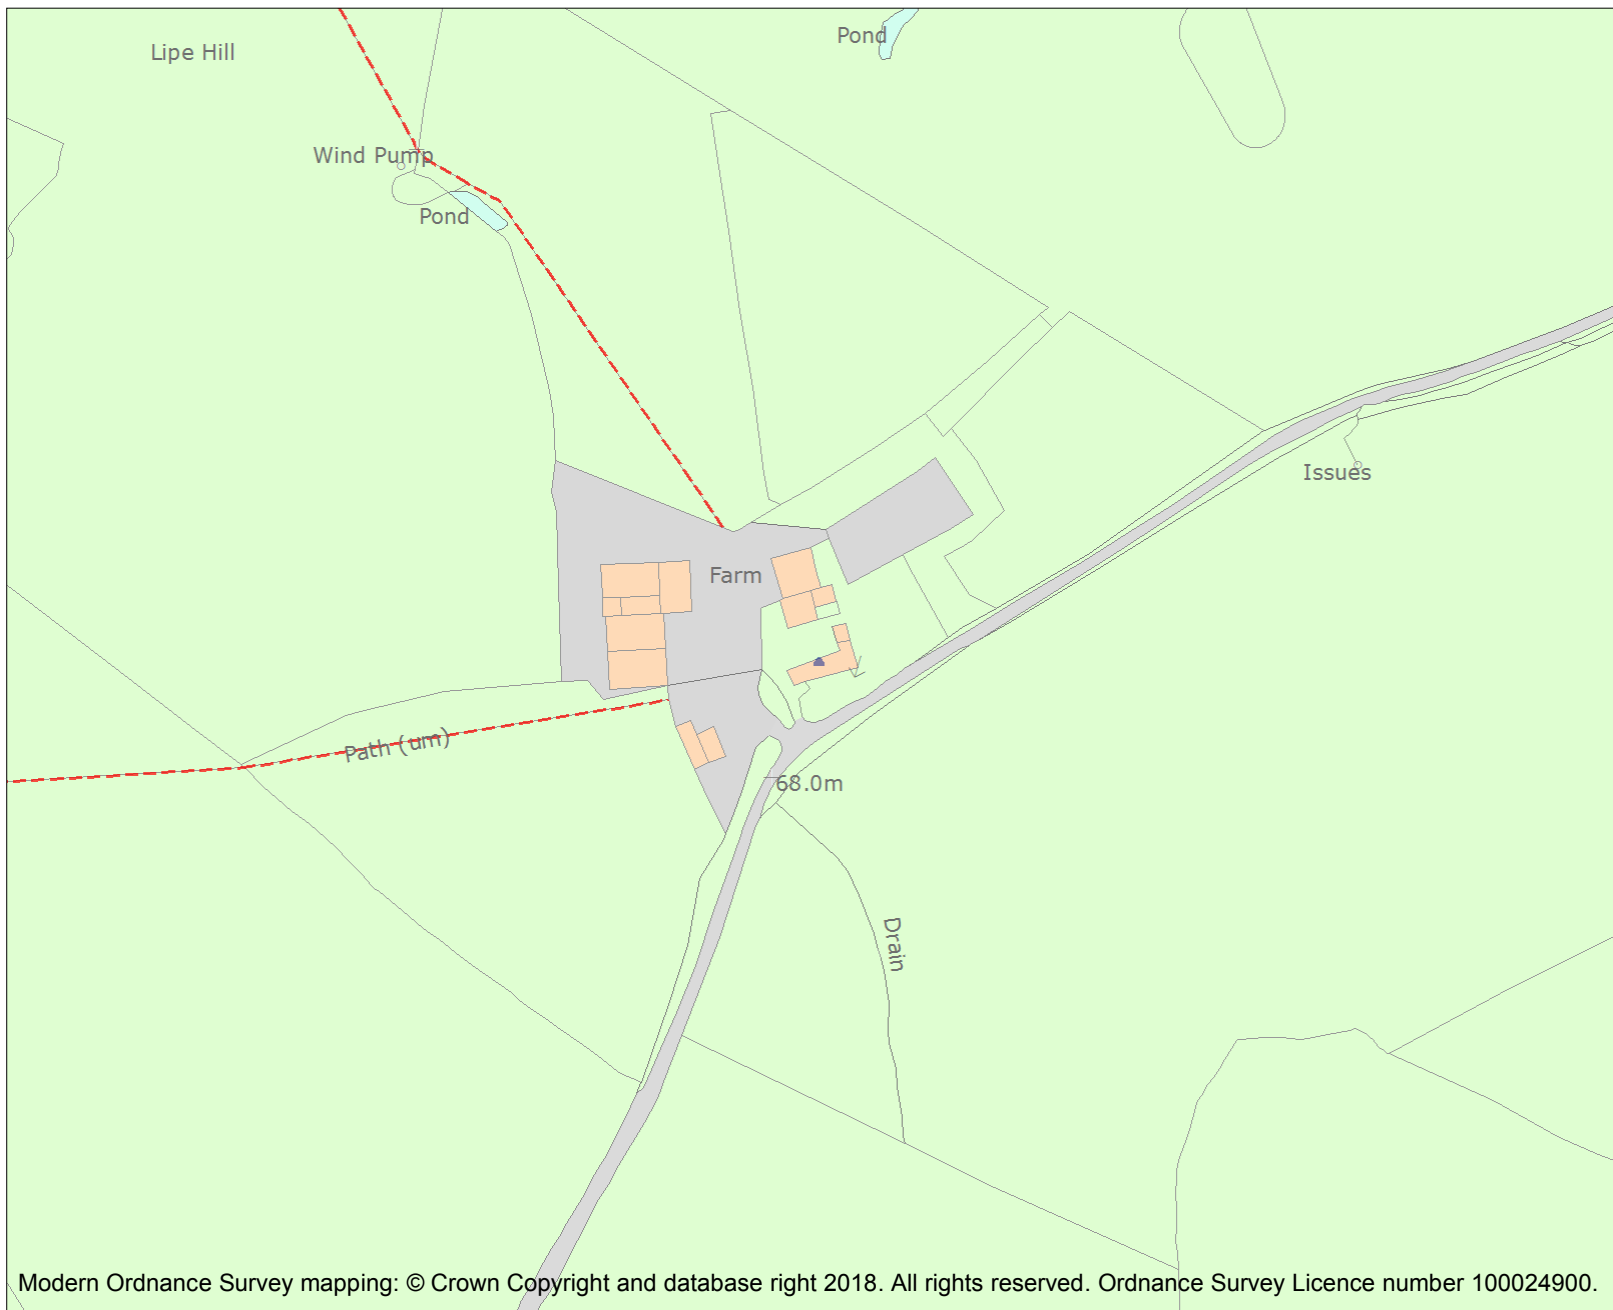 Pond
Lipe Hill
Wind Pump
Pond
Issues
Farm
Path (um)
68.0m
Drain
Modern Ordnance Survey mapping: © Crown Copyright and database right 2018. All rights reserved. Ordnance Survey Licence number 100024900.